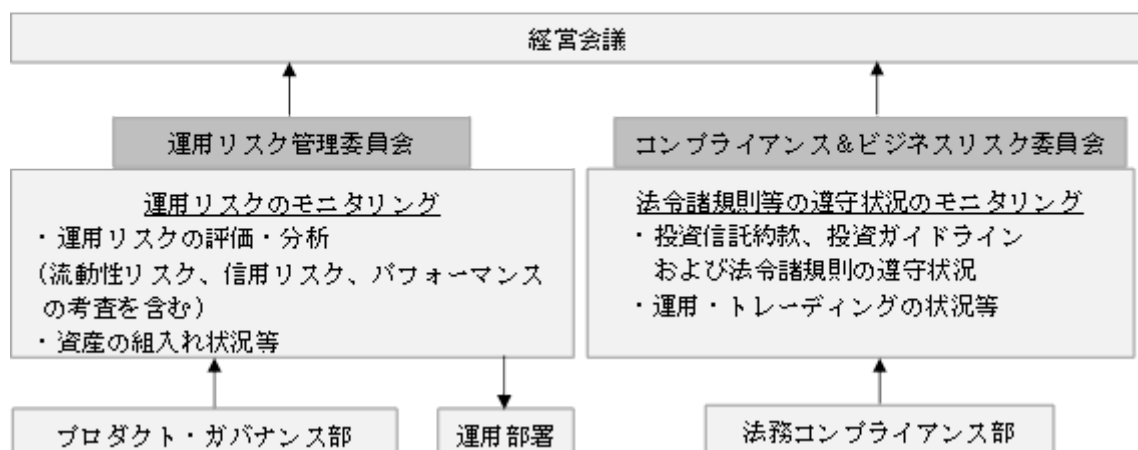 経営会議
運用リスク管理委員会
運用リスクのモニタリング
・運用リスクの評価・分析
(流動性リスク、信用リスク、パフォーマンス
の考査を含む)
・資産の組入れ状況等
プロダクト・ガバナンス部
運用部署
コンプライアンス&ビジネスリスク委員会
法令諸規則等の遵守状況のモニタリング
・投資信託約款、投資ガイドライン
および法令諸規則の遵守状況
・運用・トレーディングの状況等
法務コンプライアンス部